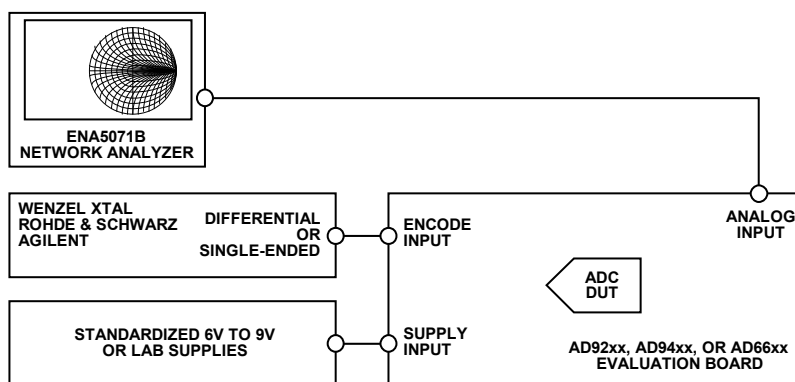 ENA5071B
NETWORK ANALYZER
WENZEL XTAL
ROHDE & SCHWARZ
AGILENT
DIFFERENTIAL
OR
SINGLE-ENDED
ENCODE
INPUT
ANALOG
INPUT
ADC
DUT
STANDARDIZED 6V TO 9V
OR LAB SUPPLIES
SUPPLY
INPUT
AD92xx, AD94xx, OR AD66xx
EVALUATION BOARD